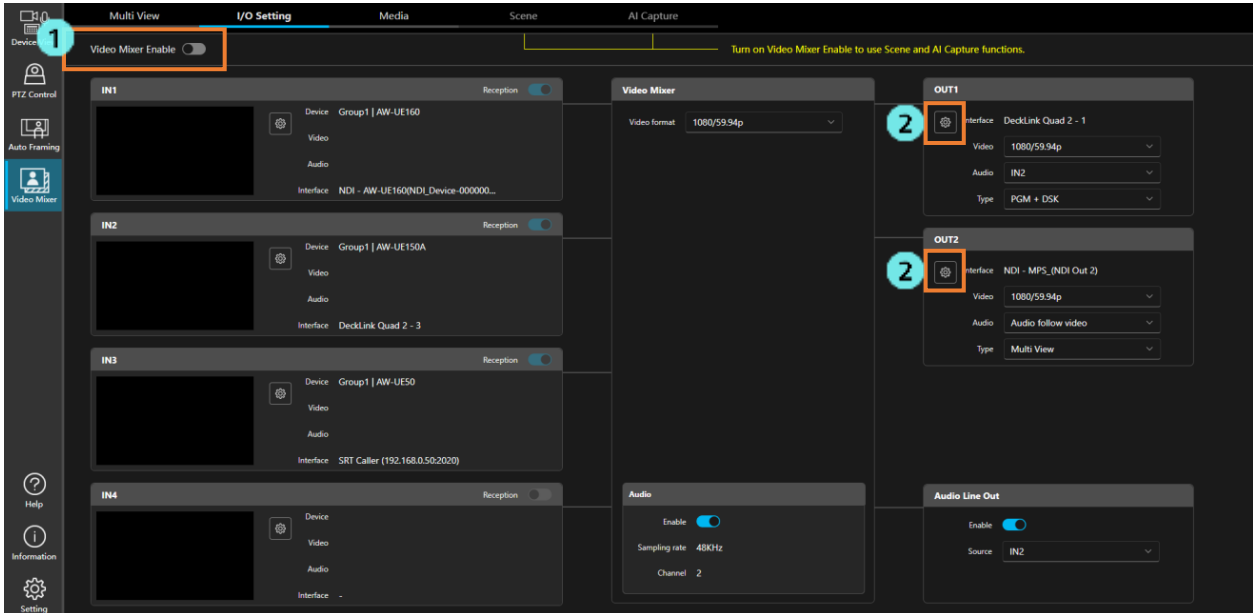 Multi View
I/O Setting
Media
Scene
AI Capture
1
Video Mixer Enable
Turn on Video Mixer Enable to use Scene and AI Capture functions.
PTZ Control
Auto Framing
Video Mixer
Help
Information
Setting
IN1
Reception
Device Group1 | AW-UE160
Video
Audio
Interface NDI - AW-UE160(NDI_Device-000000...
IN2
Reception
Device Group1 | AW-UE150A
Video
Audio
Interface DeckLink Quad 2 - 3
IN3
Reception
Device Group1 | AW-UE50
Video
Audio
Interface SRT Caller (192.168.0.50:2020)
IN4
Reception
Device
Video
Audio
Interface -
Video Mixer
Video format 1080/59.94p
Audio
Enable
Sampling rate 48KHz
Channel 2
OUT1
2
DeckLink Quad 2 - 1
Video 1080/59.94p
Audio IN2
Type PGM + DSK
OUT2
2
NDI - MPS_(NDI Out 2)
Video 1080/59.94p
Audio Audio follow video
Type Multi View
Audio Line Out
Enable
Source IN2